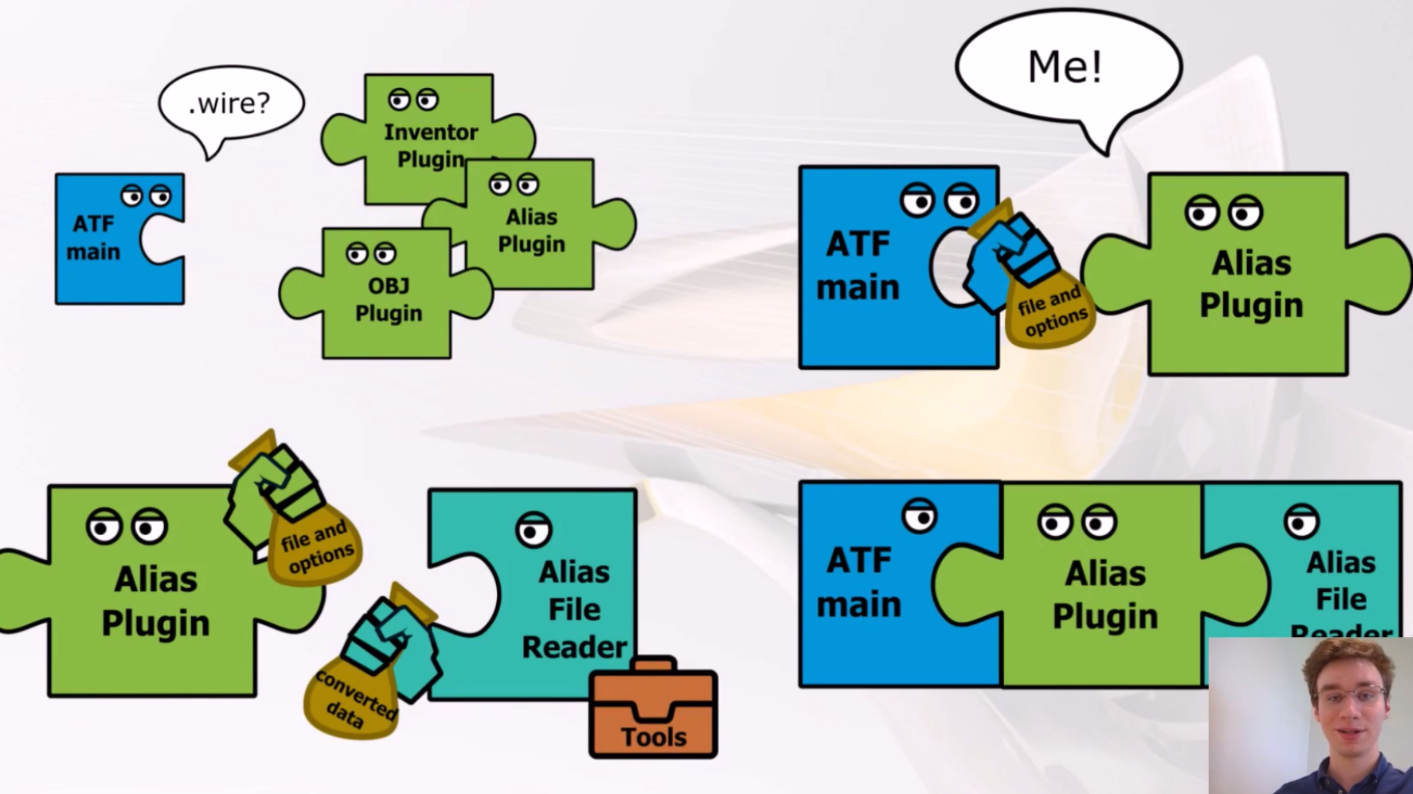 .wire?
Inventor
Plugin
ATF
main
Alias
Plugin
OBJ
Plugin
Me!
ATF
main
file and
options
Alias
Plugin
Alias
Plugin
file and
options
converted
data
Alias
File
Reader
Tools
ATF
main
Alias
Plugin
Alias
File
Reader